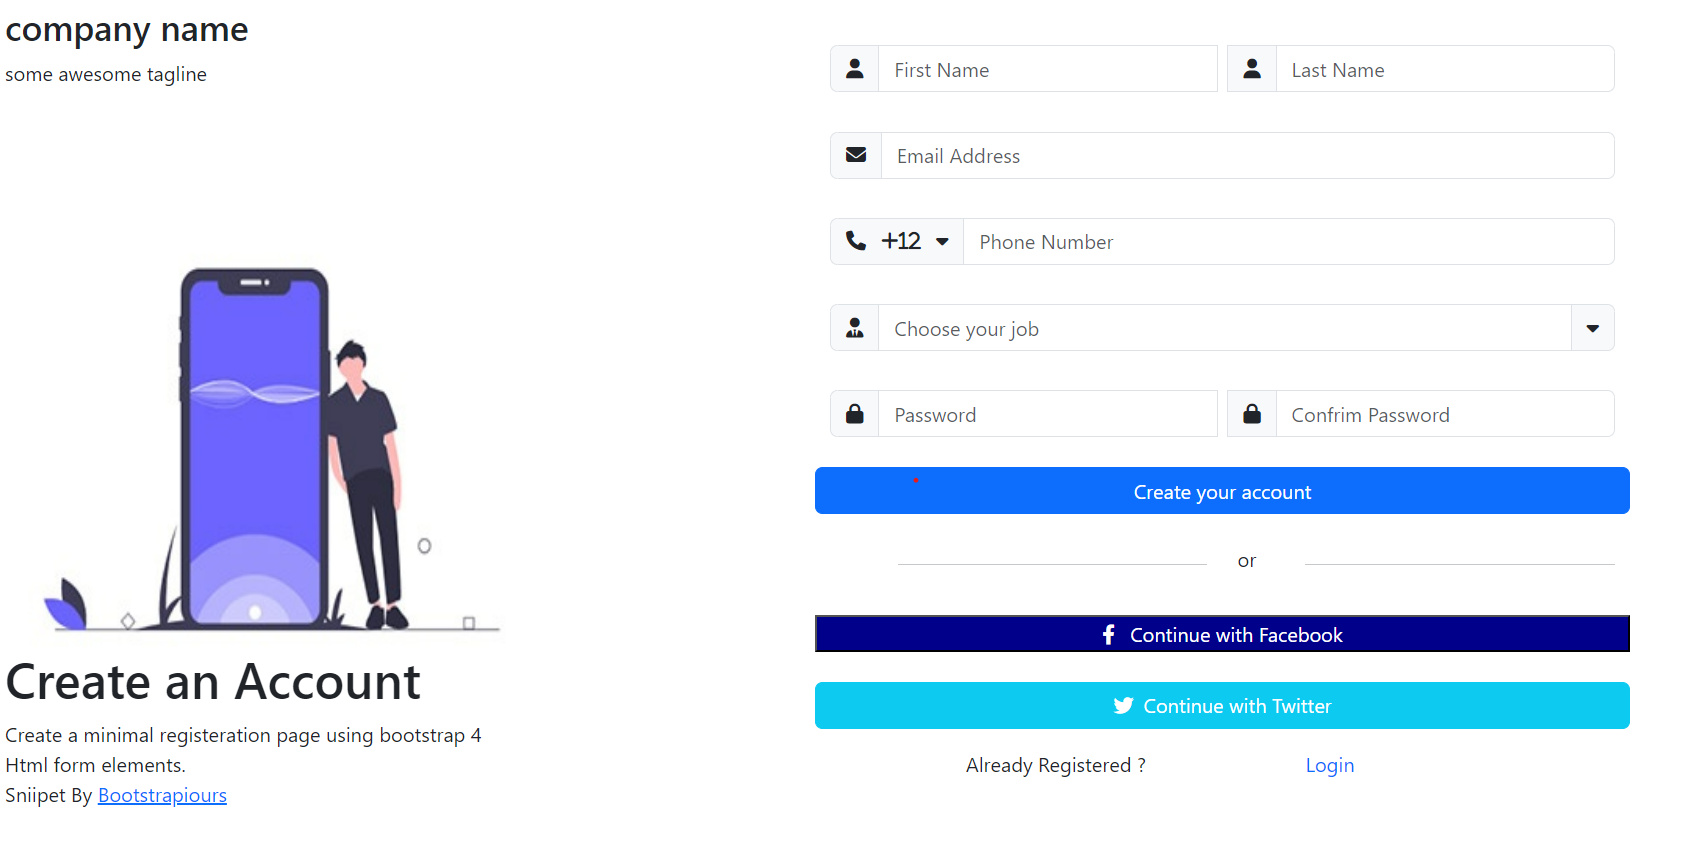 company name
some awesome tagline
Create an Account
Create a minimal registeration page using bootstrap 4
Html form elements.
Sniipet By Bootstrapiours
First Name
Last Name
Email Address
+12
Phone Number
Choose your job
Password
Confrim Password
Create your account
or
Continue with Facebook
Continue with Twitter
Already Registered ?
Login